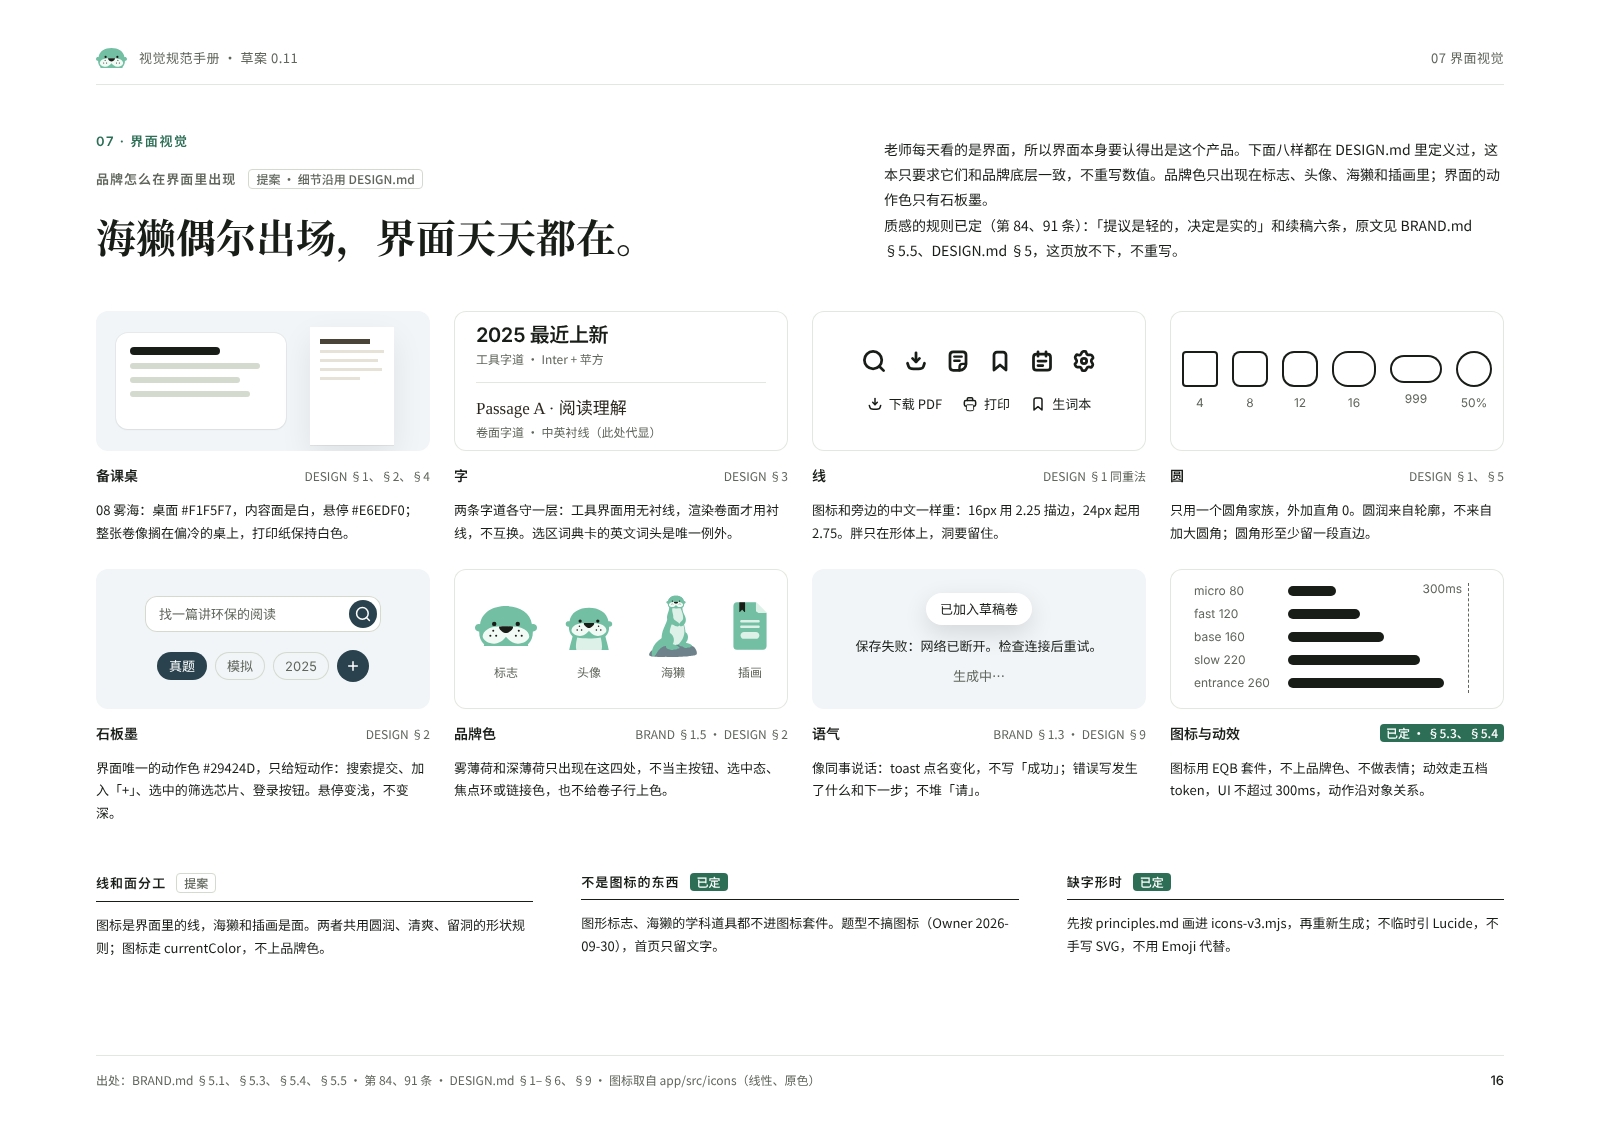 视觉规范手册 · 草案 0.11
07 界面视觉
07 · 界面视觉
品牌怎么在界面里出现 提案 · 细节沿用 DESIGN.md
海獭偶尔出场，界面天天都在。
老师每天看的是界面，所以界面本身要认得出是这个产品。下面八样都在 DESIGN.md 里定义过，这
本只要求它们和品牌底层一致，不重写数值。品牌色只出现在标志、头像、海獭和插画里；界面的动
作色只有石板墨。
质感的规则已定（第 84、91 条）：「提议是轻的，决定是实的」和续稿六条，原文见 BRAND.md
§5.5、DESIGN.md §5，这页放不下，不重写。
2025 最近上新
工具字道 · Inter + 苹方
Passage A · 阅读理解
卷面字道 · 中英衬线（此处代显）
下载 PDF 打印 生词本
4 8 12 16 999 50%
备课桌 DESIGN §1、§2、§4
08 雾海：桌面 #F1F5F7，内容面是白，悬停 #E6EDF0；
整张卷像搁在偏冷的桌上，打印纸保持白色。
字 DESIGN §3
两条字道各守一层：工具界面用无衬线，渲染卷面才用衬
线，不互换。选区词典卡的英文词头是唯一例外。
线 DESIGN §1 同重法
图标和旁边的中文一样重：16px 用 2.25 描边，24px 起用
2.75。胖只在形体上，洞要留住。
圆 DESIGN §1、§5
只用一个圆角家族，外加直角 0。圆润来自轮廓，不来自
加大圆角；圆角形至少留一段直边。
找一篇讲环保的阅读
真题 模拟 2025 +
标志 头像 海獭 插画
已加入草稿卷
保存失败：网络已断开。检查连接后重试。
生成中⋯
micro 80 300ms
fast 120
base 160
slow 220
entrance 260
石板墨 DESIGN §2
界面唯一的动作色 #29424D，只给短动作：搜索提交、加
入「+」、选中的筛选芯片、登录按钮。悬停变浅，不变
深。
品牌色 BRAND §1.5 · DESIGN §2
雾薄荷和深薄荷只出现在这四处，不当主按钮、选中态、
焦点环或链接色，也不给卷子行上色。
语气 BRAND §1.3 · DESIGN §9
像同事说话：toast 点名变化，不写「成功」；错误写发生
了什么和下一步；不堆「请」。
图标与动效 已定 · §5.3、§5.4
图标用 EQB 套件，不上品牌色、不做表情；动效走五档
token，UI 不超过 300ms，动作沿对象关系。
线和面分工 提案
图标是界面里的线，海獭和插画是面。两者共用圆润、清爽、留洞的形状规
则；图标走 currentColor，不上品牌色。
不是图标的东西 已定
图形标志、海獭的学科道具都不进图标套件。题型不搞图标（Owner 2026-
09-30），首页只留文字。
缺字形时 已定
先按 principles.md 画进 icons-v3.mjs，再重新生成；不临时引 Lucide，不
手写 SVG，不用 Emoji 代替。
出处：BRAND.md §5.1、§5.3、§5.4、§5.5 · 第 84、91 条 · DESIGN.md §1–§6、§9 · 图标取自 app/src/icons（线性、原色）
16